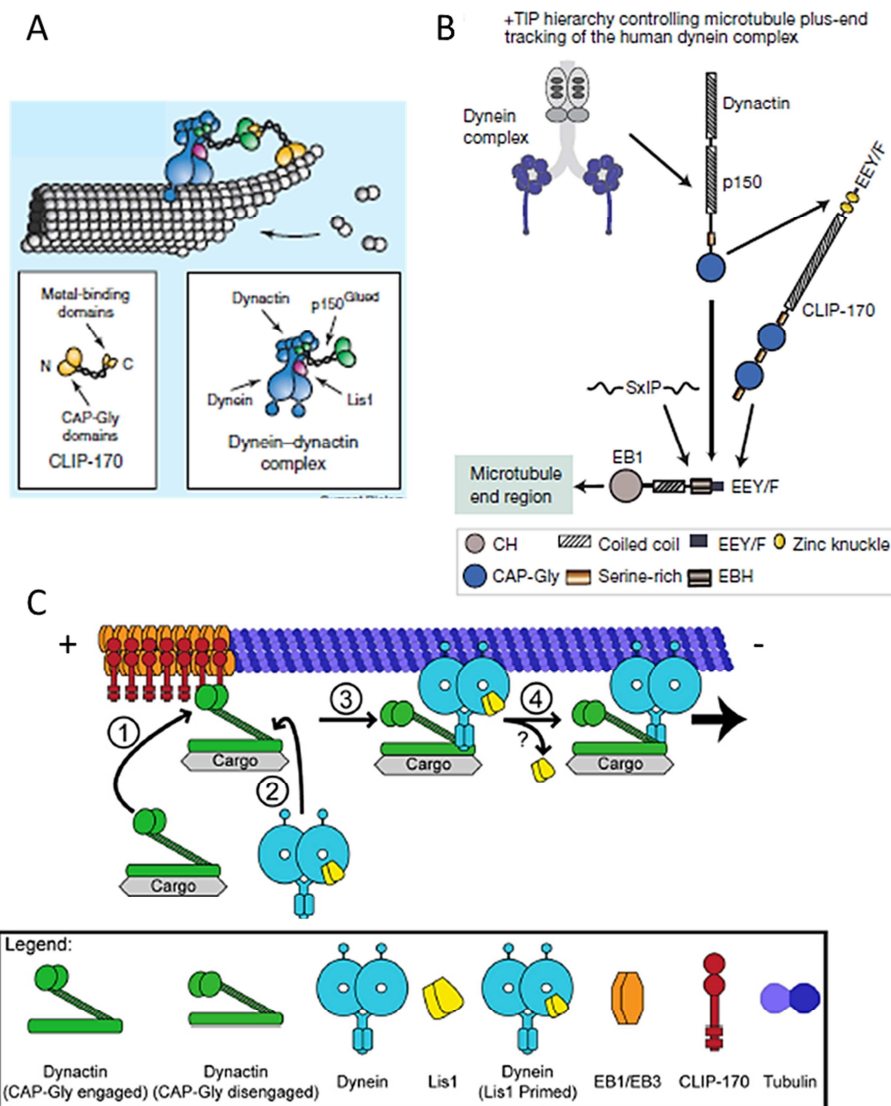 A
Metal-binding
domains
N
C
CAP-Gly
domains
CLIP-170
Dynactin
p150Glued
Dynein
Lis1
Dynein–dynactin
complex
B
+TIP hierarchy controlling microtubule plus-end
tracking of the human dynein complex
Dynein
complex
Dynactin
p150
EEY/F
CLIP-170
SxIP
EB1
Microtubule
end region
EEY/F
CH
Coiled coil
EEY/F
Zinc knuckle
CAP-Gly
Serine-rich
EBH
C
+
-
1
3
4
?
Cargo
Cargo
Cargo
2
Cargo
Legend:
Dynactin
(CAP-Gly engaged)
Dynactin
(CAP-Gly disengaged)
Dynein
Lis1
Dynein
(Lis1 Primed)
EB1/EB3
CLIP-170
Tubulin